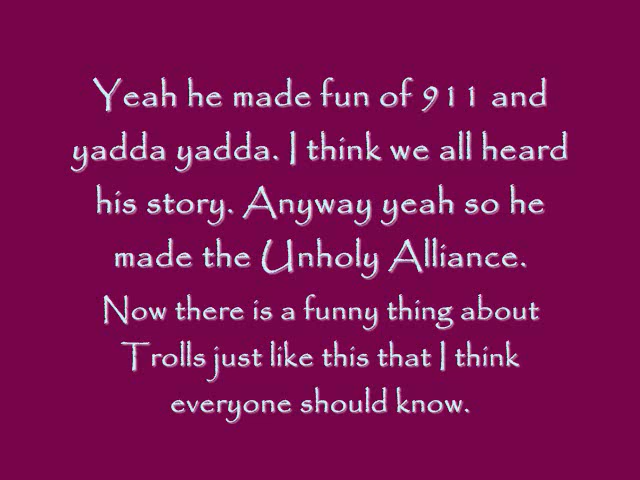 Yeah he made fun of 911 and
yadda yadda. I think we all heard
his story. Anyway yeah so he
made the Unholy Alliance.
Now there is a funny thing about
Trolls just like this that I think
everyone should know.